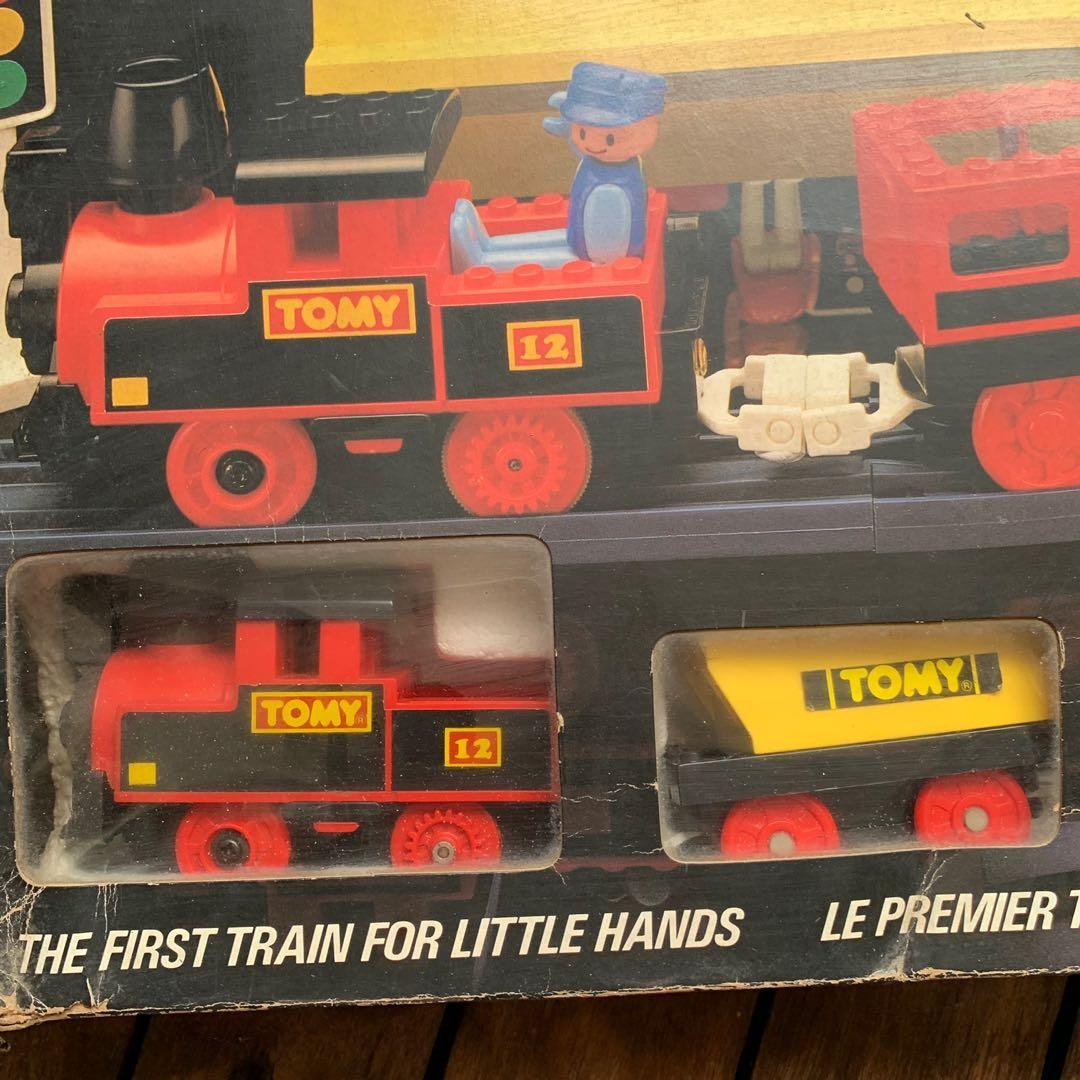 TOMY
12
TOMY®
12
TOMY®
THE FIRST TRAIN FOR LITTLE HANDS
LE PREMIER T